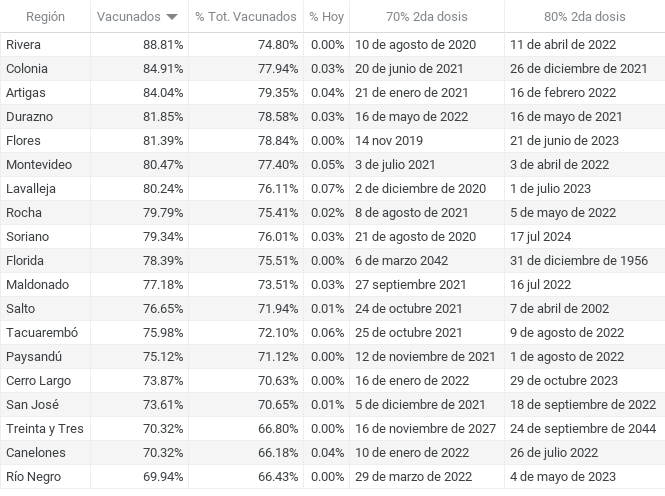 Región Vacunados % Tot. Vacunados % Hoy 70% 2da dosis 80% 2da dosis
Rivera 88.81% 74.80% 0.00% 10 de agosto de 2020 11 de abril de 2022
Colonia 84.91% 77.94% 0.03% 20 de junio de 2021 26 de diciembre de 2021
Artigas 84.04% 79.35% 0.04% 21 de enero de 2021 16 de febrero 2022
Durazno 81.85% 78.58% 0.03% 16 de mayo de 2022 16 de mayo de 2021
Flores 81.39% 78.84% 0.00% 14 nov 2019 21 de junio de 2023
Montevideo 80.47% 77.40% 0.05% 3 de julio 2021 3 de abril de 2022
Lavalleja 80.24% 76.11% 0.07% 2 de diciembre de 2020 1 de julio 2023
Rocha 79.79% 75.41% 0.02% 8 de agosto de 2021 5 de mayo de 2022
Soriano 79.34% 76.01% 0.03% 21 de agosto de 2020 17 jul 2024
Florida 78.39% 75.51% 0.00% 6 de marzo 2042 31 de diciembre de 1956
Maldonado 77.18% 73.51% 0.03% 27 septiembre 2021 16 jul 2022
Salto 76.65% 71.94% 0.01% 24 de octubre 2021 7 de abril de 2002
Tacuarembó 75.98% 72.10% 0.06% 25 de octubre 2021 9 de agosto de 2022
Paysandú 75.12% 71.12% 0.00% 12 de noviembre de 2021 1 de agosto de 2022
Cerro Largo 73.87% 70.63% 0.00% 16 de enero de 2022 29 de octubre 2023
San José 73.61% 70.65% 0.01% 5 de diciembre de 2021 18 de septiembre de 2022
Treinta y Tres 70.32% 66.80% 0.00% 16 de noviembre de 2027 24 de septiembre de 2044
Canelones 70.32% 66.18% 0.04% 10 de enero de 2022 26 de julio 2022
Río Negro 69.94% 66.43% 0.00% 29 de marzo de 2022 4 de mayo de 2023